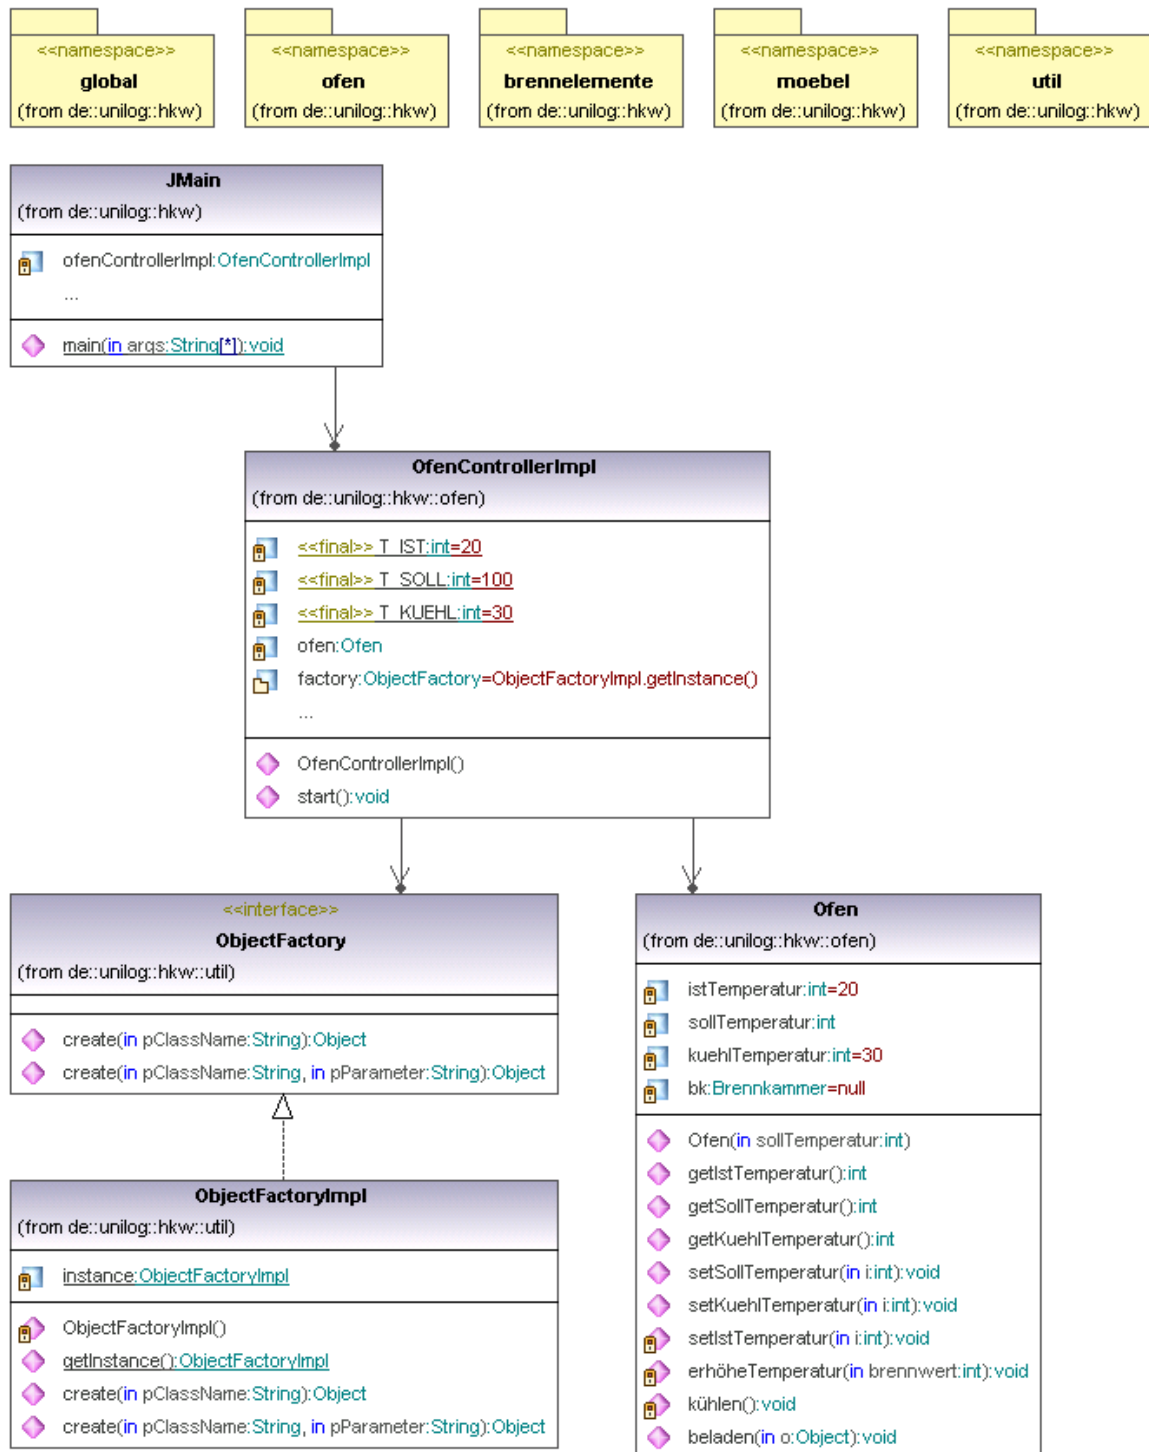 <<namespace>>
global
(from de::unilog::hkw)
<<namespace>>
ofen
(from de::unilog::hkw)
<<namespace>>
brennelemente
(from de::unilog::hkw)
<<namespace>>
moebel
(from de::unilog::hkw)
<<namespace>>
util
(from de::unilog::hkw)
JMain
(from de::unilog::hkw)
ofenControllerImpl:OfenControllerImpl
...
main(in args:String[*]):void
OfenControllerImpl
(from de::unilog::hkw::ofen)
<<final>> T_IST:int=20
<<final>> T_SOLL:int=100
<<final>> T_KUEHL:int=30
ofen:Ofen
factory:ObjectFactory=ObjectFactoryImpl.getInstance()
...
OfenControllerImpl()
start():void
<<interface>>
ObjectFactory
(from de::unilog::hkw::util)
create(in pClassName:String):Object
create(in pClassName:String, in pParameter:String):Object
ObjectFactoryImpl
(from de::unilog::hkw::util)
instance:ObjectFactoryImpl
ObjectFactoryImpl()
getInstance():ObjectFactoryImpl
create(in pClassName:String):Object
create(in pClassName:String, in pParameter:String):Object
Ofen
(from de::unilog::hkw::ofen)
istTemperatur:int=20
sollTemperatur:int
kuehlTemperatur:int=30
bk:Brennkammer=null
Ofen(in sollTemperatur:int)
getIstTemperatur():int
getSollTemperatur():int
getKuehlTemperatur():int
setSollTemperatur(in i:int):void
setKuehlTemperatur(in i:int):void
setIstTemperatur(in i:int):void
erhöheTemperatur(in brennwert:int):void
kühlen():void
beladen(in o:Object):void